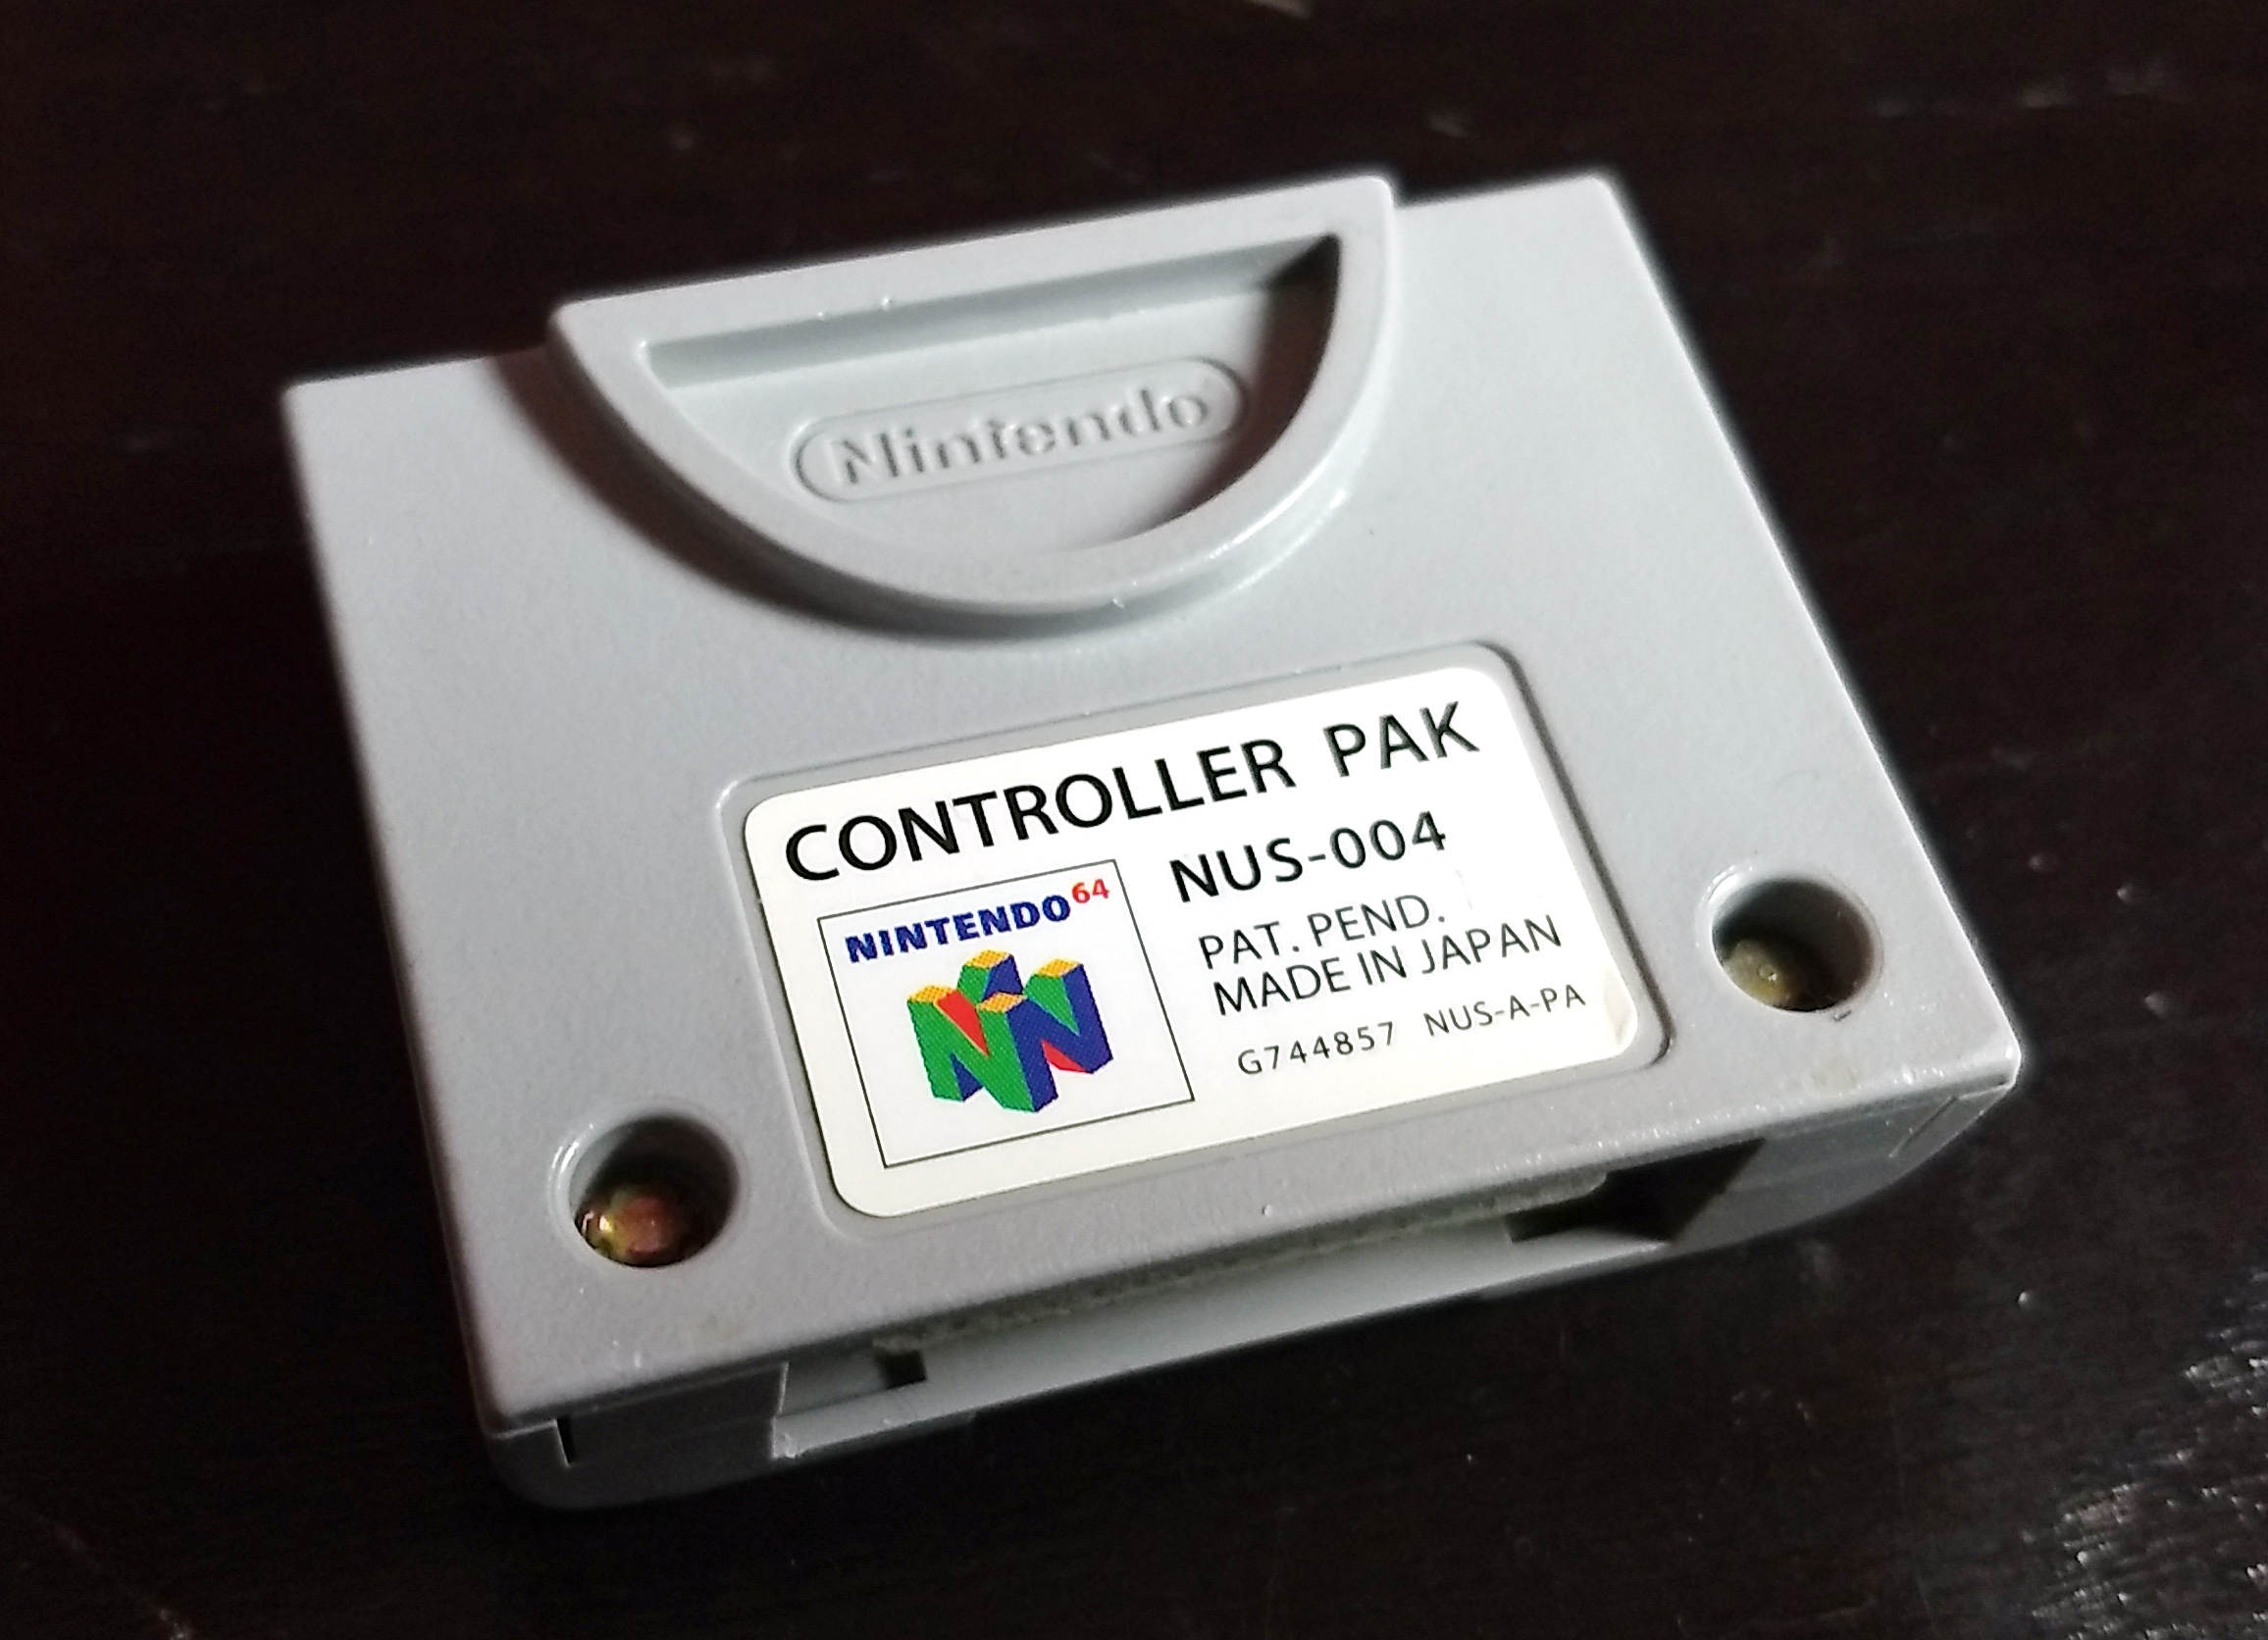 Nintendo
CONTROLLER PAK
NINTENDO64
NUS-004
PAT. PEND.
MADE IN JAPAN
G744857 NUS-A-PA